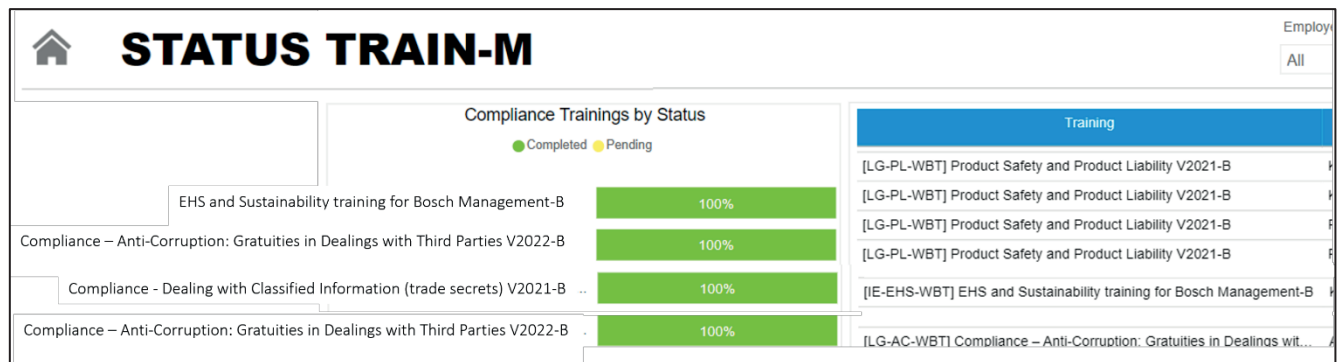 STATUS TRAIN-M
Employe
All
Compliance Trainings by Status
Completed Pending
EHS and Sustainability training for Bosch Management-B 100%
Compliance – Anti-Corruption: Gratuities in Dealings with Third Parties V2022-B 100%
Compliance - Dealing with Classified Information (trade secrets) V2021-B .. 100%
Compliance – Anti-Corruption: Gratuities in Dealings with Third Parties V2022-B . 100%
Training
[LG-PL-WBT] Product Safety and Product Liability V2021-B
[LG-PL-WBT] Product Safety and Product Liability V2021-B
[LG-PL-WBT] Product Safety and Product Liability V2021-B
[LG-PL-WBT] Product Safety and Product Liability V2021-B
[IE-EHS-WBT] EHS and Sustainability training for Bosch Management-B
[LG-AC-WBT] Compliance – Anti-Corruption: Gratuities in Dealings wit...